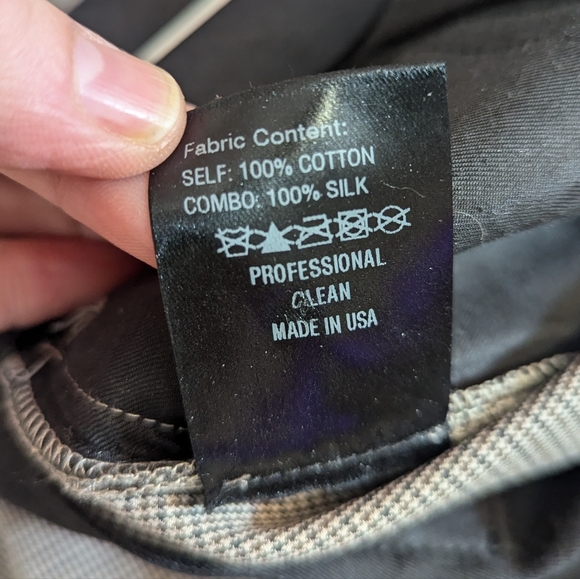 Fabric Content:
SELF: 100% COTTON
COMBO: 100% SILK
PROFESSIONAL
CLEAN
MADE IN USA